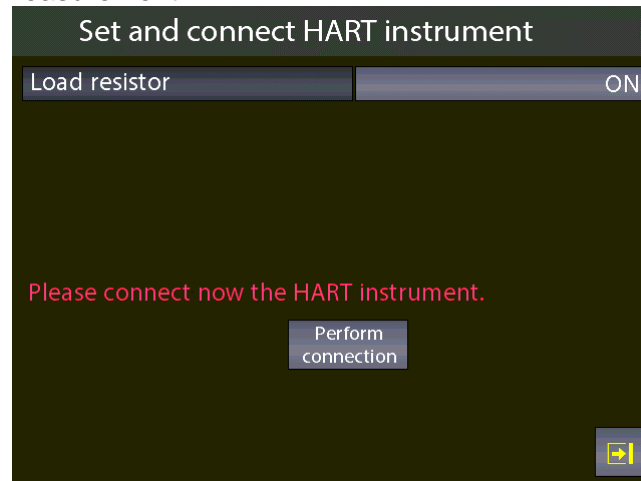 Set and connect HART instrument
Load resistor
ON
Please connect now the HART instrument.
Perform
connection